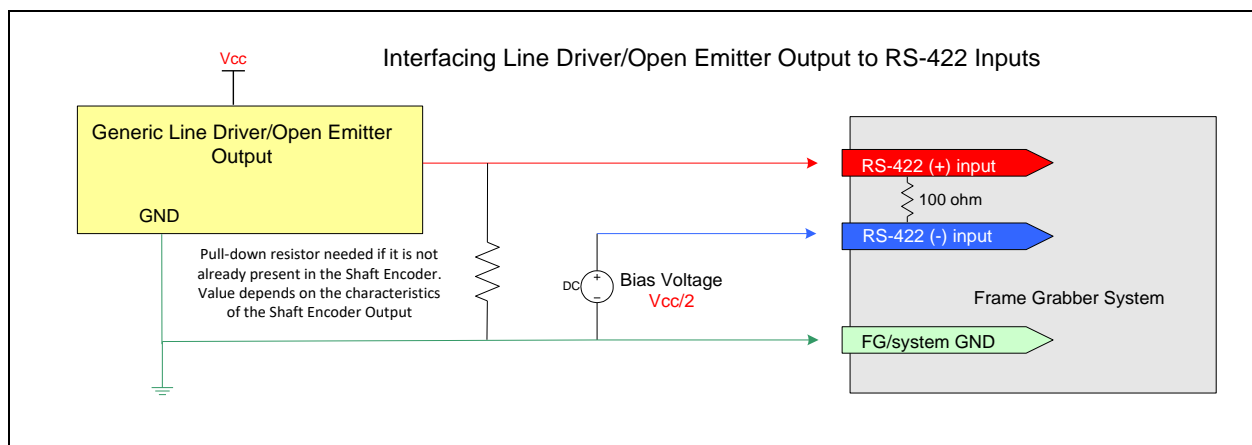 Interfacing Line Driver/Open Emitter Output to RS-422 Inputs
Vcc
Generic Line Driver/Open Emitter
Output
GND
Pull-down resistor needed if it is not
already present in the Shaft Encoder.
Value depends on the characteristics
of the Shaft Encoder Output
DC
+
−
Bias Voltage
Vcc/2
RS-422 (+) input
100 ohm
RS-422 (-) input
Frame Grabber System
FG/system GND